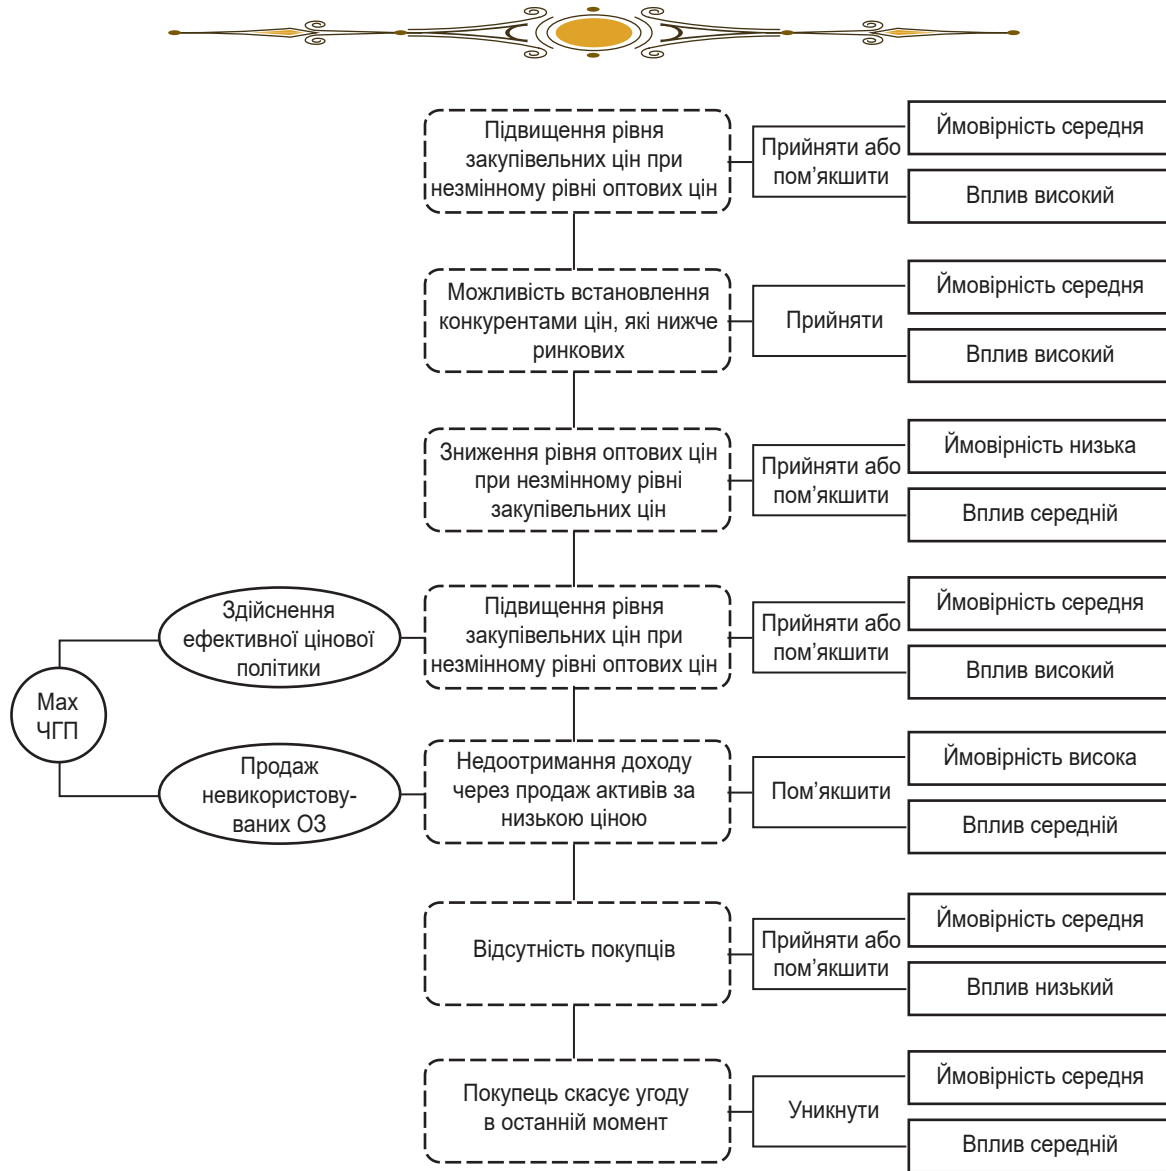 Підвищення рівня
закупівельних цін при
незмінному рівні оптових цін
Прийняти або
пом’якшити
Ймовірність середня
Вплив високий
Можливість встановлення
конкурентами цін, які нижче
ринкових
Прийняти
Ймовірність середня
Вплив високий
Зниження рівня оптових цін
при незмінному рівні
закупівельних цін
Прийняти або
пом’якшити
Ймовірність низька
Вплив середній
Max
ЧГП
Здійснення
ефективної цінової
політики
Підвищення рівня
закупівельних цін при
незмінному рівні оптових цін
Прийняти або
пом’якшити
Ймовірність середня
Вплив високий
Продаж
невикористову-
ваних ОЗ
Недоотримання доходу
через продаж активів за
низькою ціною
Пом’якшити
Ймовірність висока
Вплив середній
Відсутність покупців
Прийняти або
пом’якшити
Ймовірність середня
Вплив низький
Покупець скасує угоду
в останній момент
Уникнути
Ймовірність середня
Вплив середній